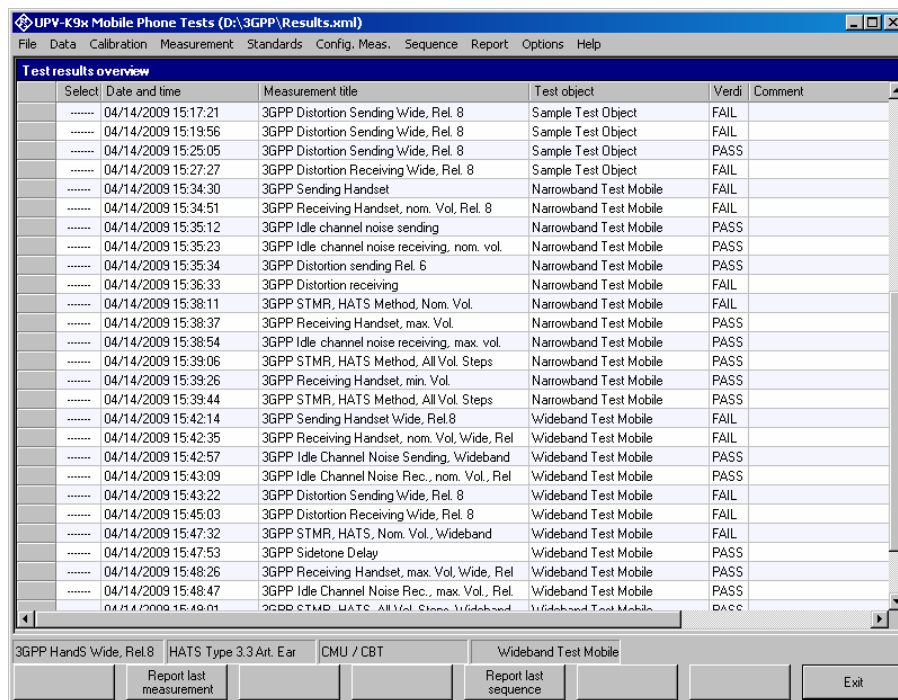 UPV-K9x Mobile Phone Tests (D:\3GPP\Results.xml)
File Data Calibration Measurement Standards Config. Meas. Sequence Report Options Help
Test results overview
Select Date and time Measurement title Test object Verdi Comment
------- 04/14/2009 15:17:21 3GPP Distortion Sending Wide, Rel. 8 Sample Test Object FAIL
------- 04/14/2009 15:19:56 3GPP Distortion Sending Wide, Rel. 8 Sample Test Object FAIL
------- 04/14/2009 15:25:05 3GPP Distortion Sending Wide, Rel. 8 Sample Test Object PASS
------- 04/14/2009 15:27:27 3GPP Distortion Receiving Wide, Rel. 8 Sample Test Object FAIL
------- 04/14/2009 15:34:30 3GPP Sending Handset Narrowband Test Mobile FAIL
------- 04/14/2009 15:34:51 3GPP Receiving Handset, nom. Vol, Rel. 8 Narrowband Test Mobile FAIL
------- 04/14/2009 15:35:12 3GPP Idle channel noise sending Narrowband Test Mobile PASS
------- 04/14/2009 15:35:23 3GPP Idle channel noise receiving, nom. vol. Narrowband Test Mobile PASS
------- 04/14/2009 15:35:34 3GPP Distortion sending Rel. 6 Narrowband Test Mobile PASS
------- 04/14/2009 15:36:33 3GPP Distortion receiving Narrowband Test Mobile FAIL
------- 04/14/2009 15:38:11 3GPP STMR, HATS Method, Nom. Vol. Narrowband Test Mobile FAIL
------- 04/14/2009 15:38:37 3GPP Receiving Handset, max. Vol. Narrowband Test Mobile PASS
------- 04/14/2009 15:38:54 3GPP Idle channel noise receiving, max. vol. Narrowband Test Mobile PASS
------- 04/14/2009 15:39:06 3GPP STMR, HATS Method, All Vol. Steps Narrowband Test Mobile PASS
------- 04/14/2009 15:39:26 3GPP Receiving Handset, min. Vol. Narrowband Test Mobile PASS
------- 04/14/2009 15:39:44 3GPP STMR, HATS Method, All Vol. Steps Narrowband Test Mobile PASS
------- 04/14/2009 15:42:14 3GPP Sending Handset Wide, Rel.8 Wideband Test Mobile FAIL
------- 04/14/2009 15:42:35 3GPP Receiving Handset, nom. Vol, Wide, Rel Wideband Test Mobile FAIL
------- 04/14/2009 15:42:57 3GPP Idle Channel Noise Sending, Wideband Wideband Test Mobile PASS
------- 04/14/2009 15:43:09 3GPP Idle Channel Noise Rec., nom. Vol., Rel Wideband Test Mobile PASS
------- 04/14/2009 15:43:22 3GPP Distortion Sending Wide, Rel. 8 Wideband Test Mobile FAIL
------- 04/14/2009 15:45:03 3GPP Distortion Receiving Wide, Rel. 8 Wideband Test Mobile FAIL
------- 04/14/2009 15:47:32 3GPP STMR, HATS, Nom. Vol., Wideband Wideband Test Mobile FAIL
------- 04/14/2009 15:47:53 3GPP Sidetone Delay Wideband Test Mobile PASS
------- 04/14/2009 15:48:26 3GPP Receiving Handset, max. Vol, Wide, Rel Wideband Test Mobile PASS
------- 04/14/2009 15:48:47 3GPP Idle Channel Noise Rec., max. Vol., Rel. Wideband Test Mobile PASS
------- 04/14/2009 15:49:01 3GPP STMR, HATS, All Vol. Steps, Wideband Wideband Test Mobile PASS
3GPP HandS Wide, Rel.8 HATS Type 3.3 Art. Ear CMU / CBT Wideband Test Mobile
Report last measurement Report last sequence Exit